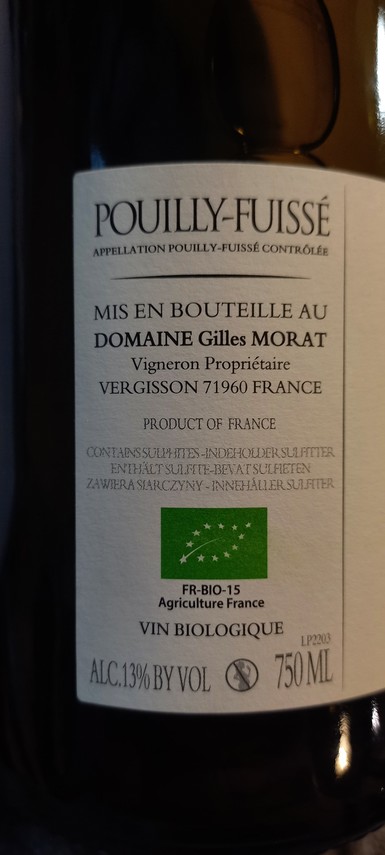 POUILLY-FUISSÉ
APPELLATION POUILLY-FUISSÉ CONTRÔLÉE
MIS EN BOUTEILLE AU
DOMAINE Gilles MORAT
Vigneron Propriétaire
VERGISSON 71960 FRANCE
PRODUCT OF FRANCE
CONTAINS SULPHITES - INDEHOLDER SULFITTER
ENTHÄLT SULFITE - BEVAT SULFIETEN
ZAWIERA SIARCZYNY - INNEHÅLLER SULFITER
FR-BIO-15
Agriculture France
VIN BIOLOGIQUE
LP2203
ALC.13% BY VOL 750 ML